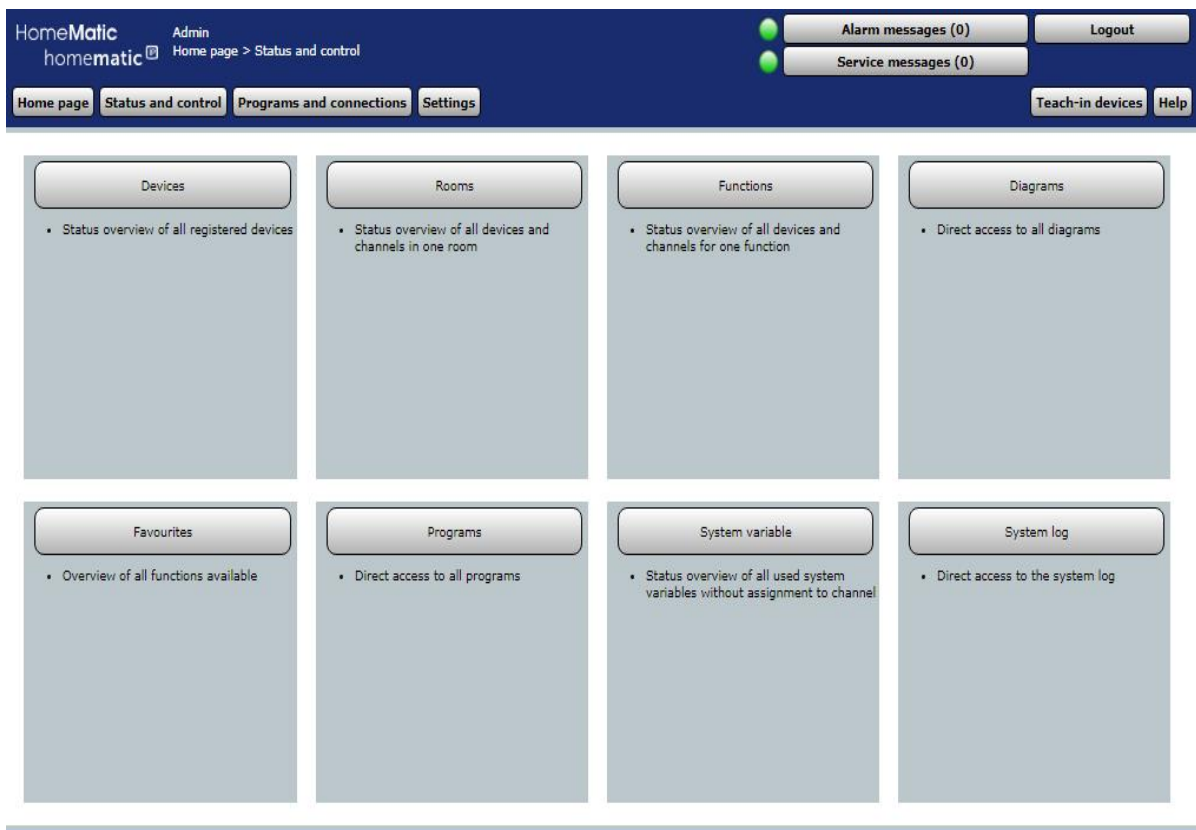 HomeMatic
homematic IP
Admin
Home page > Status and control
Alarm messages (0)
Logout
Service messages (0)
Home page
Status and control
Programs and connections
Settings
Teach-in devices
Help
Devices
• Status overview of all registered devices
Rooms
• Status overview of all devices and
channels in one room
Functions
• Status overview of all devices and
channels for one function
Diagrams
• Direct access to all diagrams
Favourites
• Overview of all functions available
Programs
• Direct access to all programs
System variable
• Status overview of all used system
variables without assignment to channel
System log
• Direct access to the system log